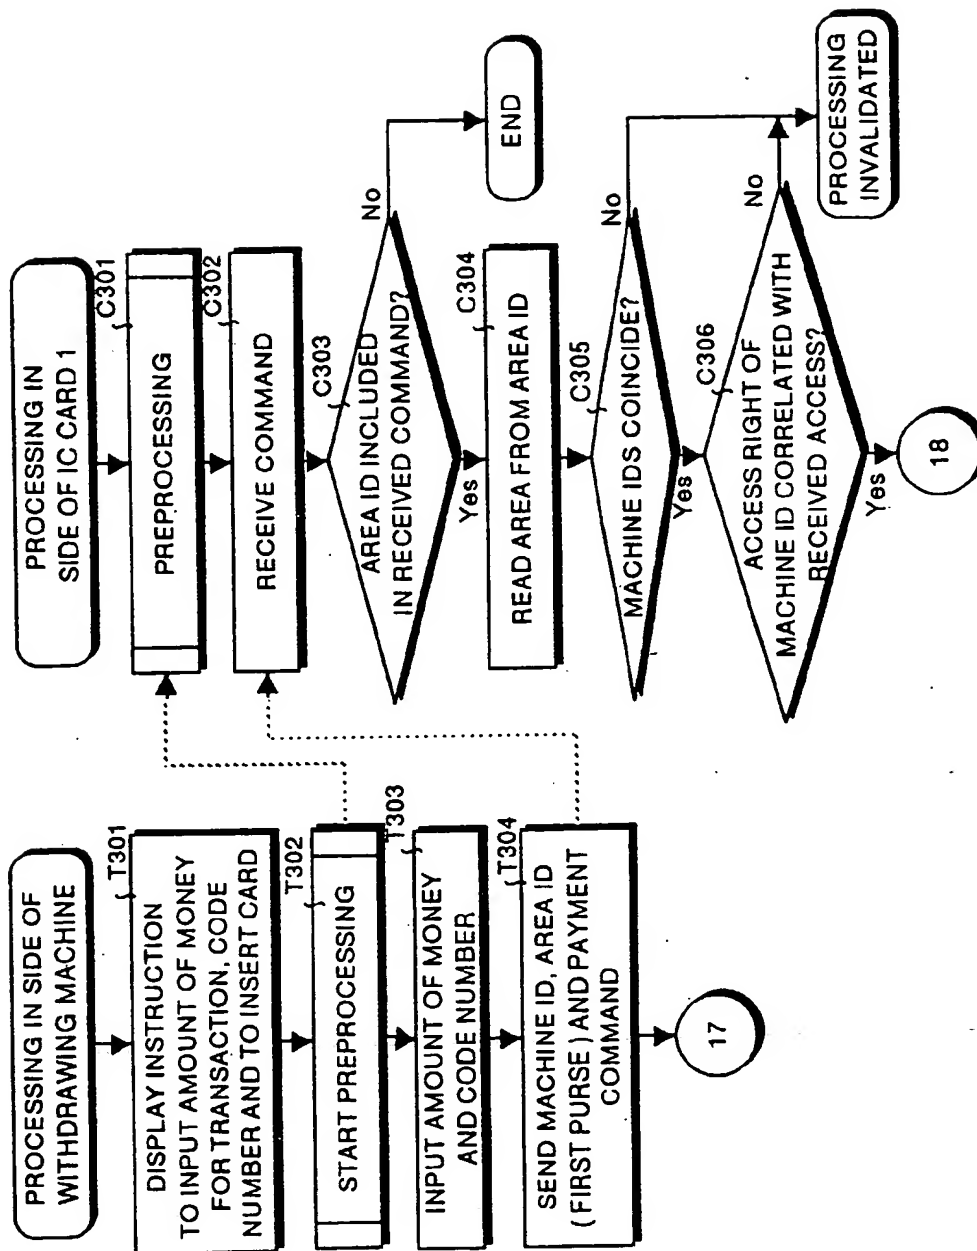 PROCESSING IN SIDE OF
WITHDRAWING MACHINE
T301
DISPLAY INSTRUCTION
TO INPUT AMOUNT OF MONEY
FOR TRANSACTION, CODE
NUMBER AND TO INSERT CARD
T302
START PREPROCESSING
T303
INPUT AMOUNT OF MONEY
AND CODE NUMBER
T304
SEND MACHINE ID, AREA ID
( FIRST PURSE ) AND PAYMENT
COMMAND
17
PROCESSING IN
SIDE OF IC CARD 1
C301
PREPROCESSING
C302
RECEIVE COMMAND
C303
AREA ID INCLUDED
IN RECEIVED COMMAND?
No
END
Yes
C304
READ AREA FROM AREA ID
C305
MACHINE IDS COINCIDE?
No
Yes
C306
ACCESS RIGHT OF
MACHINE ID CORRELATED WITH
RECEIVED ACCESS?
No
PROCESSING
INVALIDATED
Yes
18